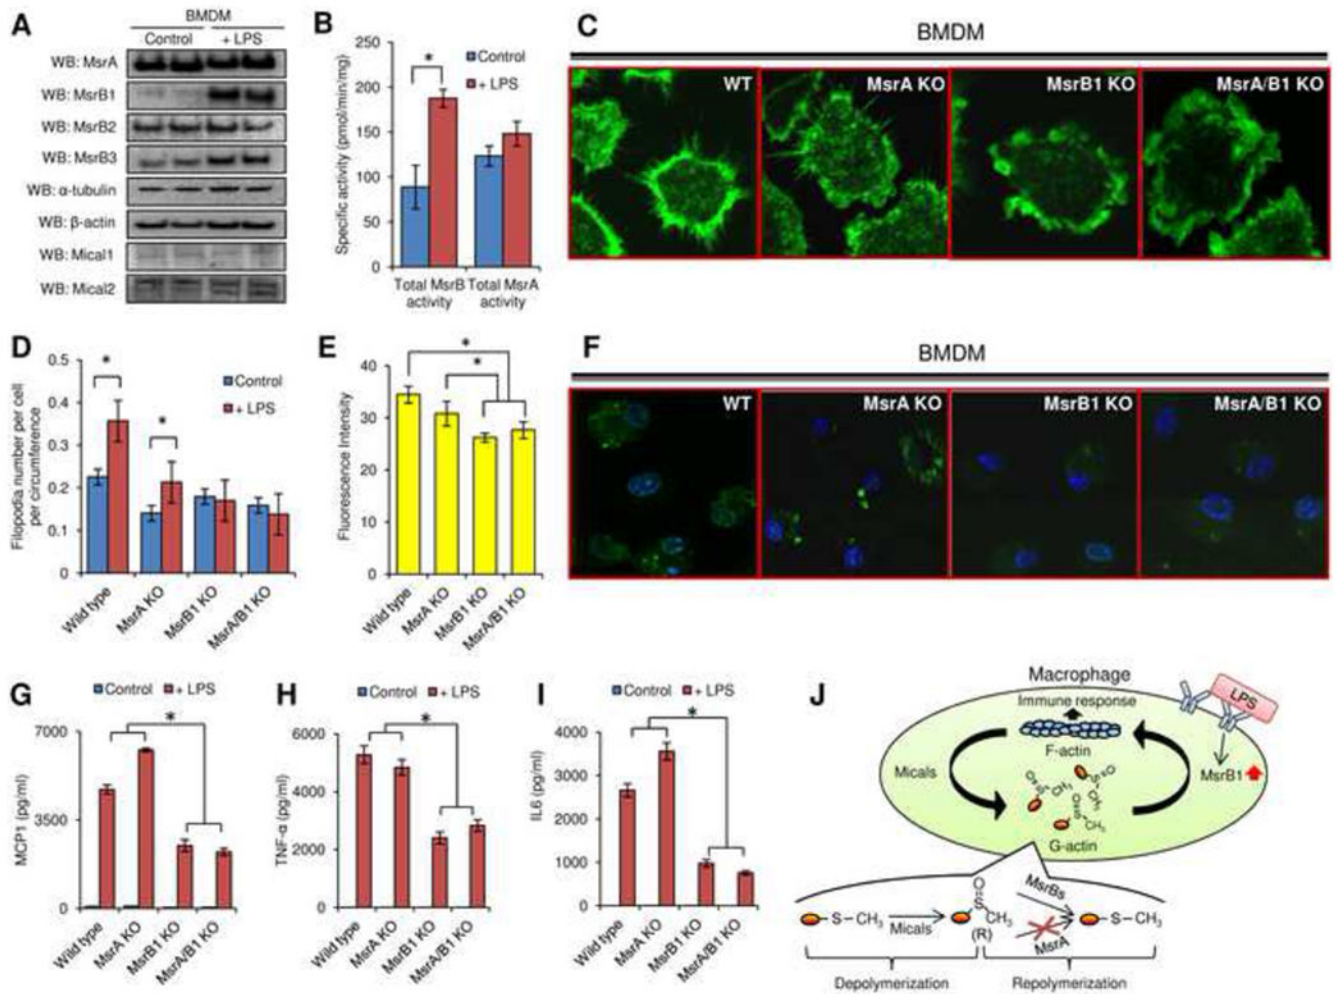 A
BMDM
Control
+ LPS
WB: MsrA
WB: MsrB1
WB: MsrB2
WB: MsrB3
WB: α-tubulin
WB: β-actin
WB: Mical1
WB: Mical2
B
250
200
150
100
50
0
Specific activity (pmol/min/mg)
*
Control
+ LPS
Total MsrB activity
Total MsrA activity
C
BMDM
WT
MsrA KO
MsrB1 KO
MsrA/B1 KO
D
0.5
0.4
0.3
0.2
0.1
0
Filopodia number per cell
per circumference
*
*
Control
+ LPS
Wild type
MsrA KO
MsrB1 KO
MsrA/B1 KO
E
40
30
20
10
0
Fluorescence Intensity
*
*
Wild type
MsrA KO
MsrB1 KO
MsrA/B1 KO
F
BMDM
WT
MsrA KO
MsrB1 KO
MsrA/B1 KO
G
Control
+ LPS
7000
3500
0
MCP1 (pg/ml)
*
Wild type
MsrA KO
MsrB1 KO
MsrA/B1 KO
H
Control
+ LPS
6000
4000
2000
0
TNF-α (pg/ml)
*
Wild type
MsrA KO
MsrB1 KO
MsrA/B1 KO
I
Control
+ LPS
4000
3000
2000
1000
0
IL6 (pg/ml)
*
Wild type
MsrA KO
MsrB1 KO
MsrA/B1 KO
J
Macrophage
LPS
Immune response
F-actin
Micals
MsrB1
O
S
CH₃
O
S
CH₃
O
S
CH₃
G-actin
S–CH₃
Micals
O
S
CH₃
(R)
MsrBs
MsrA
S–CH₃
Depolymerization
Repolymerization